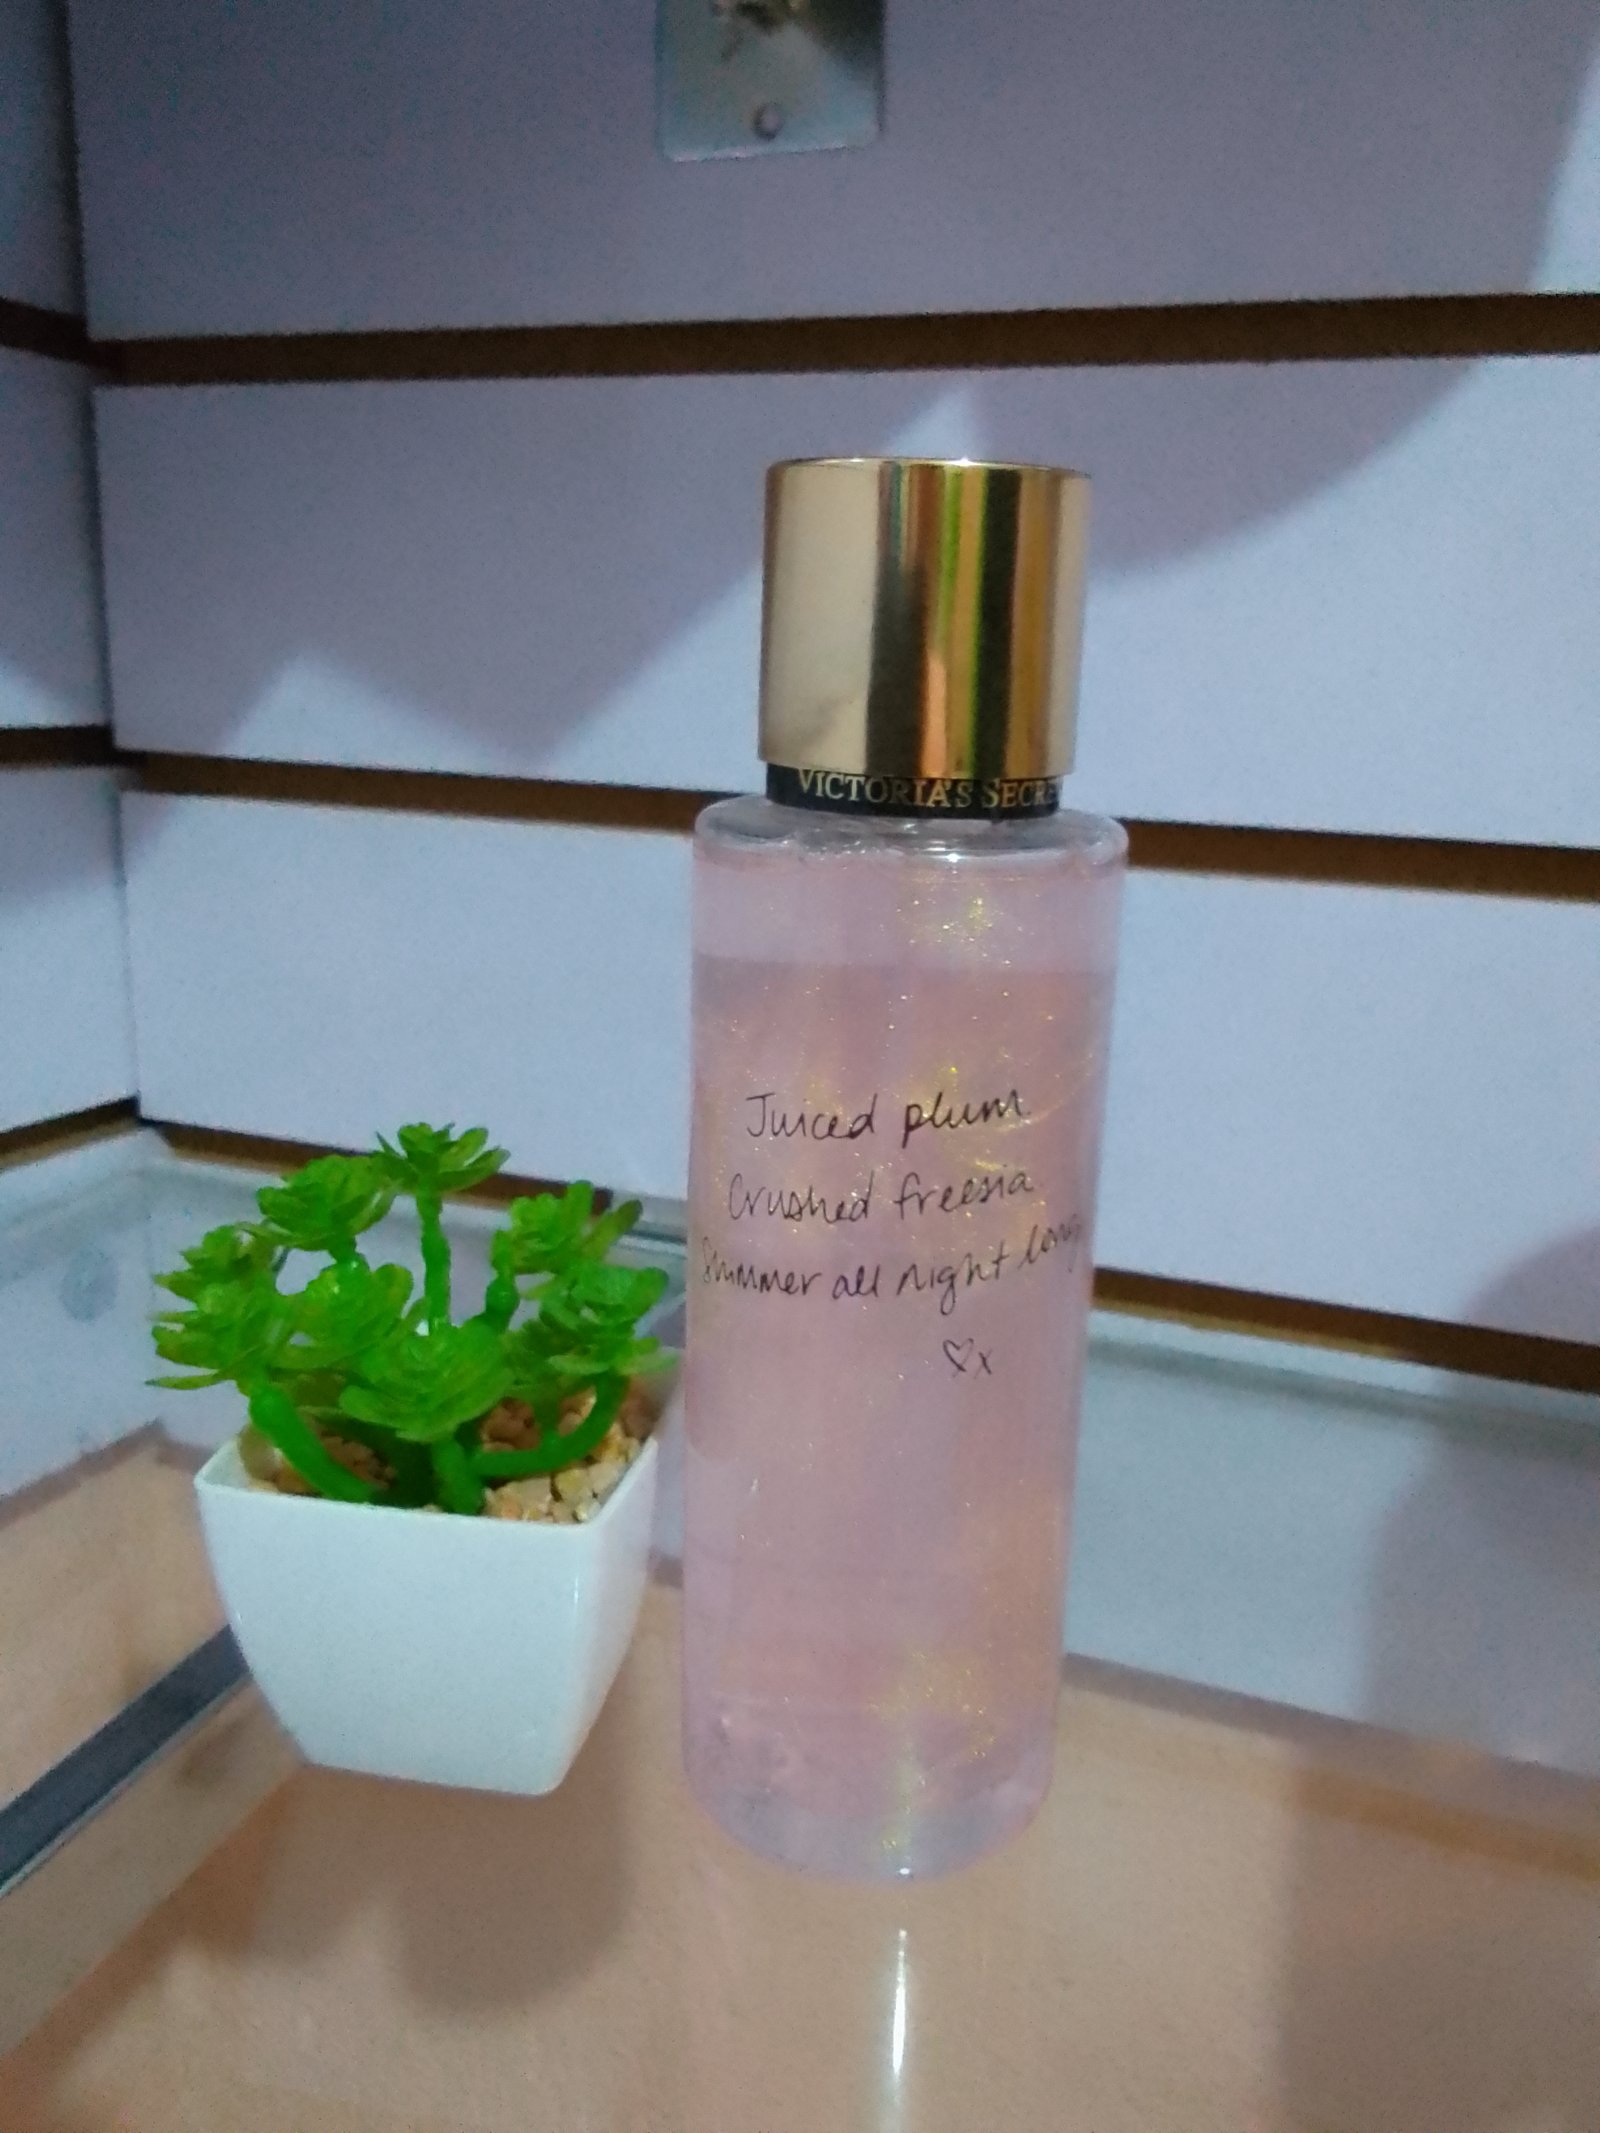 VICTORIA'S SECRE
Juiced plum
Crushed freesia
Shimmer all night long
♡x